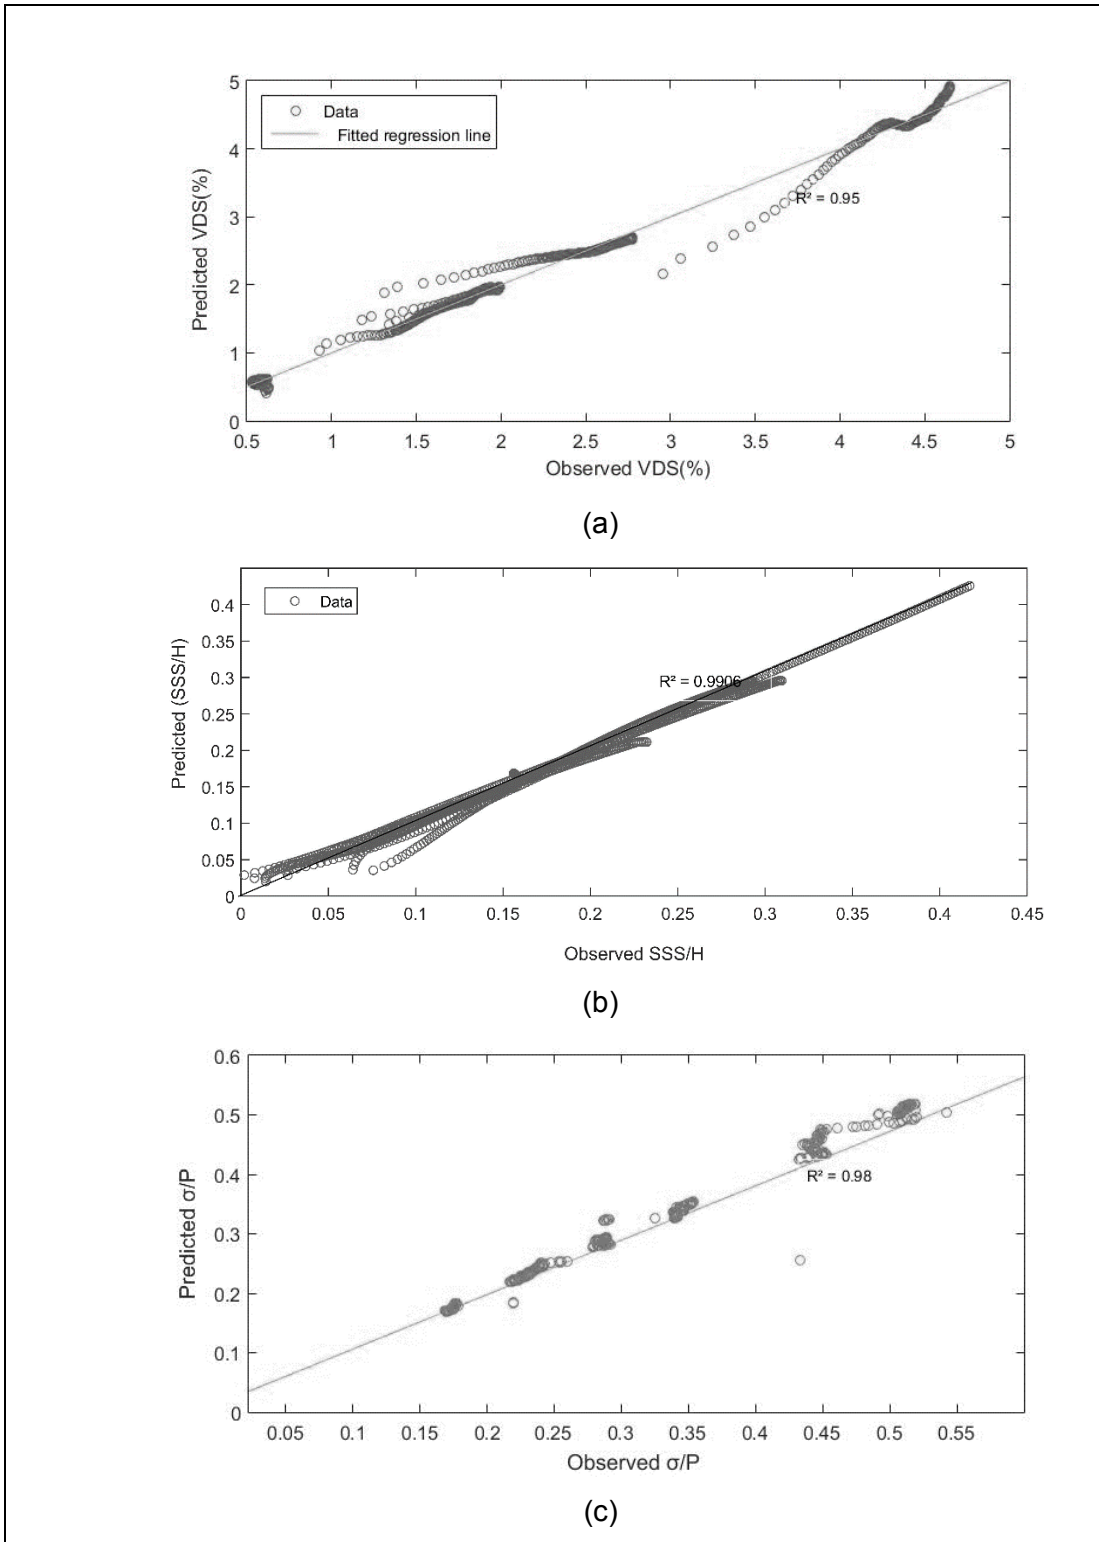 5
Data
Fitted regression line
4
3
R² = 0.95
2
1
0
Predicted VDS(%)
0.5 1 1.5 2 2.5 3 3.5 4 4.5 5
Observed VDS(%)
(a)
Data
0.4
0.35
0.3
R² = 0.9906
0.25
0.2
0.15
0.1
0.05
0
Predicted (SSS/H)
0 0.05 0.1 0.15 0.2 0.25 0.3 0.35 0.4 0.45
Observed SSS/H
(b)
0.6
0.5
0.4
R² = 0.98
0.3
0.2
0.1
0
Predicted σ/P
0.05 0.1 0.15 0.2 0.25 0.3 0.35 0.4 0.45 0.5 0.55
Observed σ/P
(c)